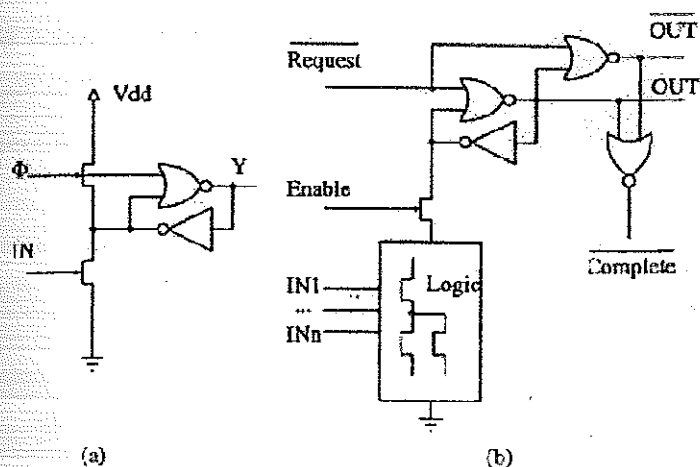 Vdd
Φ
Y
IN
(a)
Request
OUT
OUT
Enable
Complete
IN1
...
INn
Logic
(b)